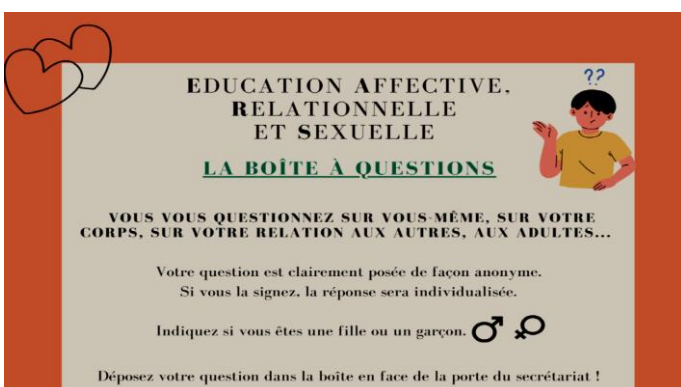 ??
EDUCATION AFFECTIVE,
RELATIONNELLE
ET SEXUELLE
LA BOÎTE À QUESTIONS
VOUS VOUS QUESTIONNEZ SUR VOUS-MÊME, SUR VOTRE
CORPS, SUR VOTRE RELATION AUX AUTRES, AUX ADULTES...
Votre question est clairement posée de façon anonyme.
Si vous la signez, la réponse sera individualisée.
Indiquez si vous êtes une fille ou un garçon.
Déposez votre question dans la boîte en face de la porte du secrétariat !